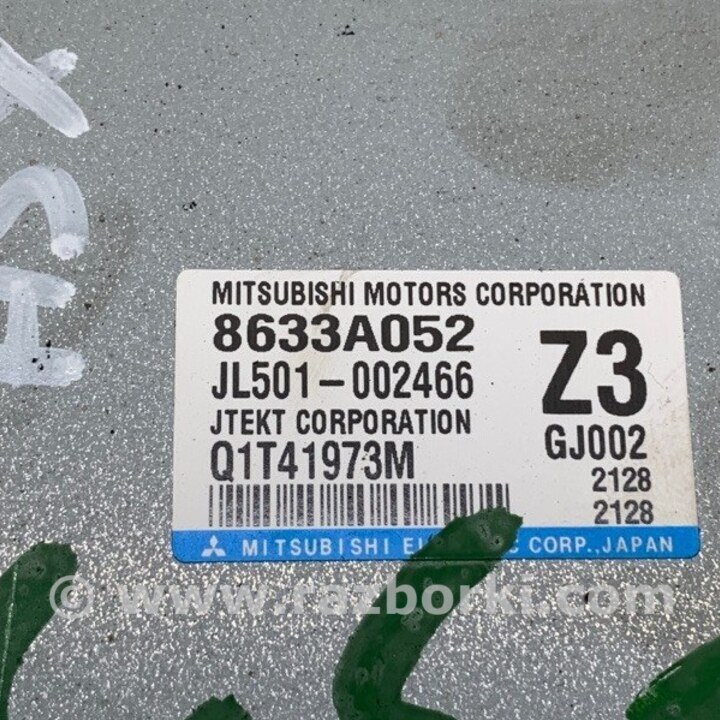 MITSUBISHI MOTORS CORPORATION
8633A052
JL501-002466
Z3
JTEKT CORPORATION
GJ002
Q1T41973M
2128
2128
MITSUBISHI CORP., JAPAN
© www.razborki.com